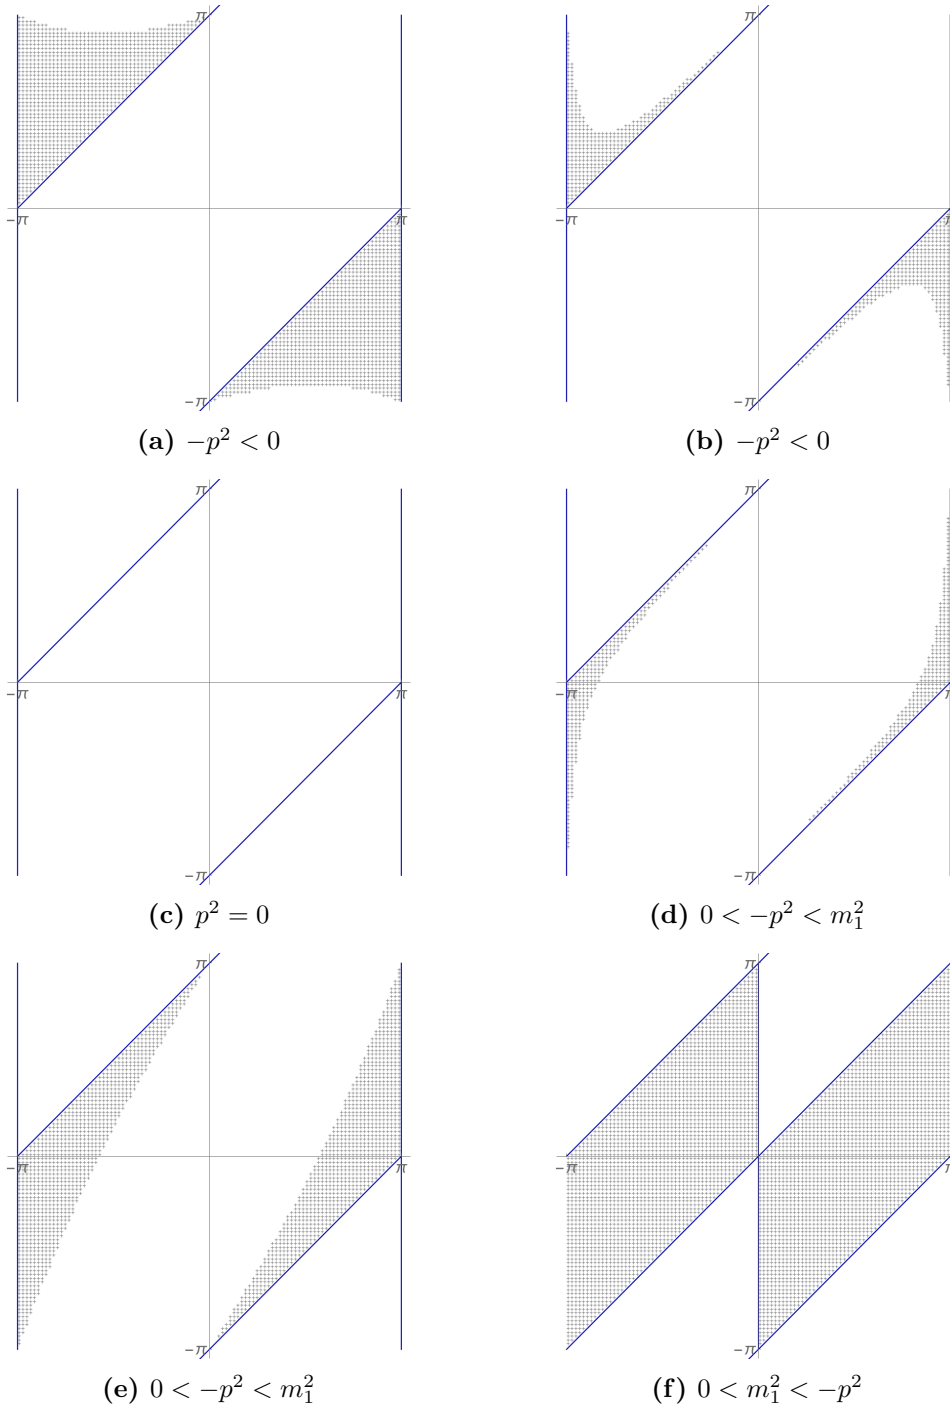 π π
−π π −π π
−π −π
(a) −p² < 0 (b) −p² < 0
π π
−π π −π π
−π −π
(c) p² = 0 (d) 0 < −p² < m₁²
π π
−π π −π π
−π −π
(e) 0 < −p² < m₁² (f) 0 < m₁² < −p²